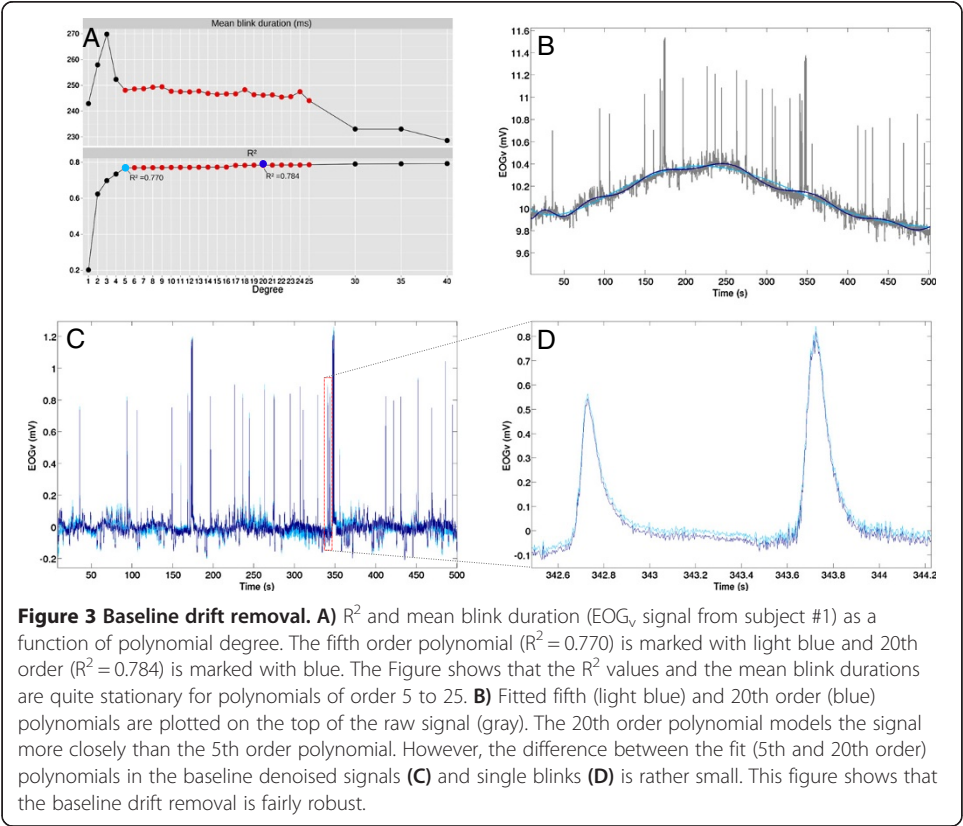 A
Mean blink duration (ms)
270
260
250
240
230
R²
0.8
0.6
0.4
0.2
R² =0.770
R² =0.784
1 2 3 4 5 6 7 8 9 10 11 12 13 14 15 16 17 18 19 20 21 22 23 24 25 30 35 40
Degree
B
11.6
11.4
11.2
11
10.8
10.6
10.4
10.2
10
9.8
9.6
EOGv (mV)
50 100 150 200 250 300 350 400 450 500
Time (s)
C
1.2
1
0.8
0.6
0.4
0.2
0
-0.2
EOGv (mV)
50 100 150 200 250 300 350 400 450 500
Time (s)
D
0.8
0.7
0.6
0.5
0.4
0.3
0.2
0.1
0
-0.1
EOGv (mV)
342.6 342.8 343 343.2 343.4 343.6 343.8 344 344.2
Time (s)
Figure 3 Baseline drift removal. A) R² and mean blink duration (EOGᵥ signal from subject #1) as a
function of polynomial degree. The fifth order polynomial (R² = 0.770) is marked with light blue and 20th
order (R² = 0.784) is marked with blue. The Figure shows that the R² values and the mean blink durations
are quite stationary for polynomials of order 5 to 25. B) Fitted fifth (light blue) and 20th order (blue)
polynomials are plotted on the top of the raw signal (gray). The 20th order polynomial models the signal
more closely than the 5th order polynomial. However, the difference between the fit (5th and 20th order)
polynomials in the baseline denoised signals (C) and single blinks (D) is rather small. This figure shows that
the baseline drift removal is fairly robust.